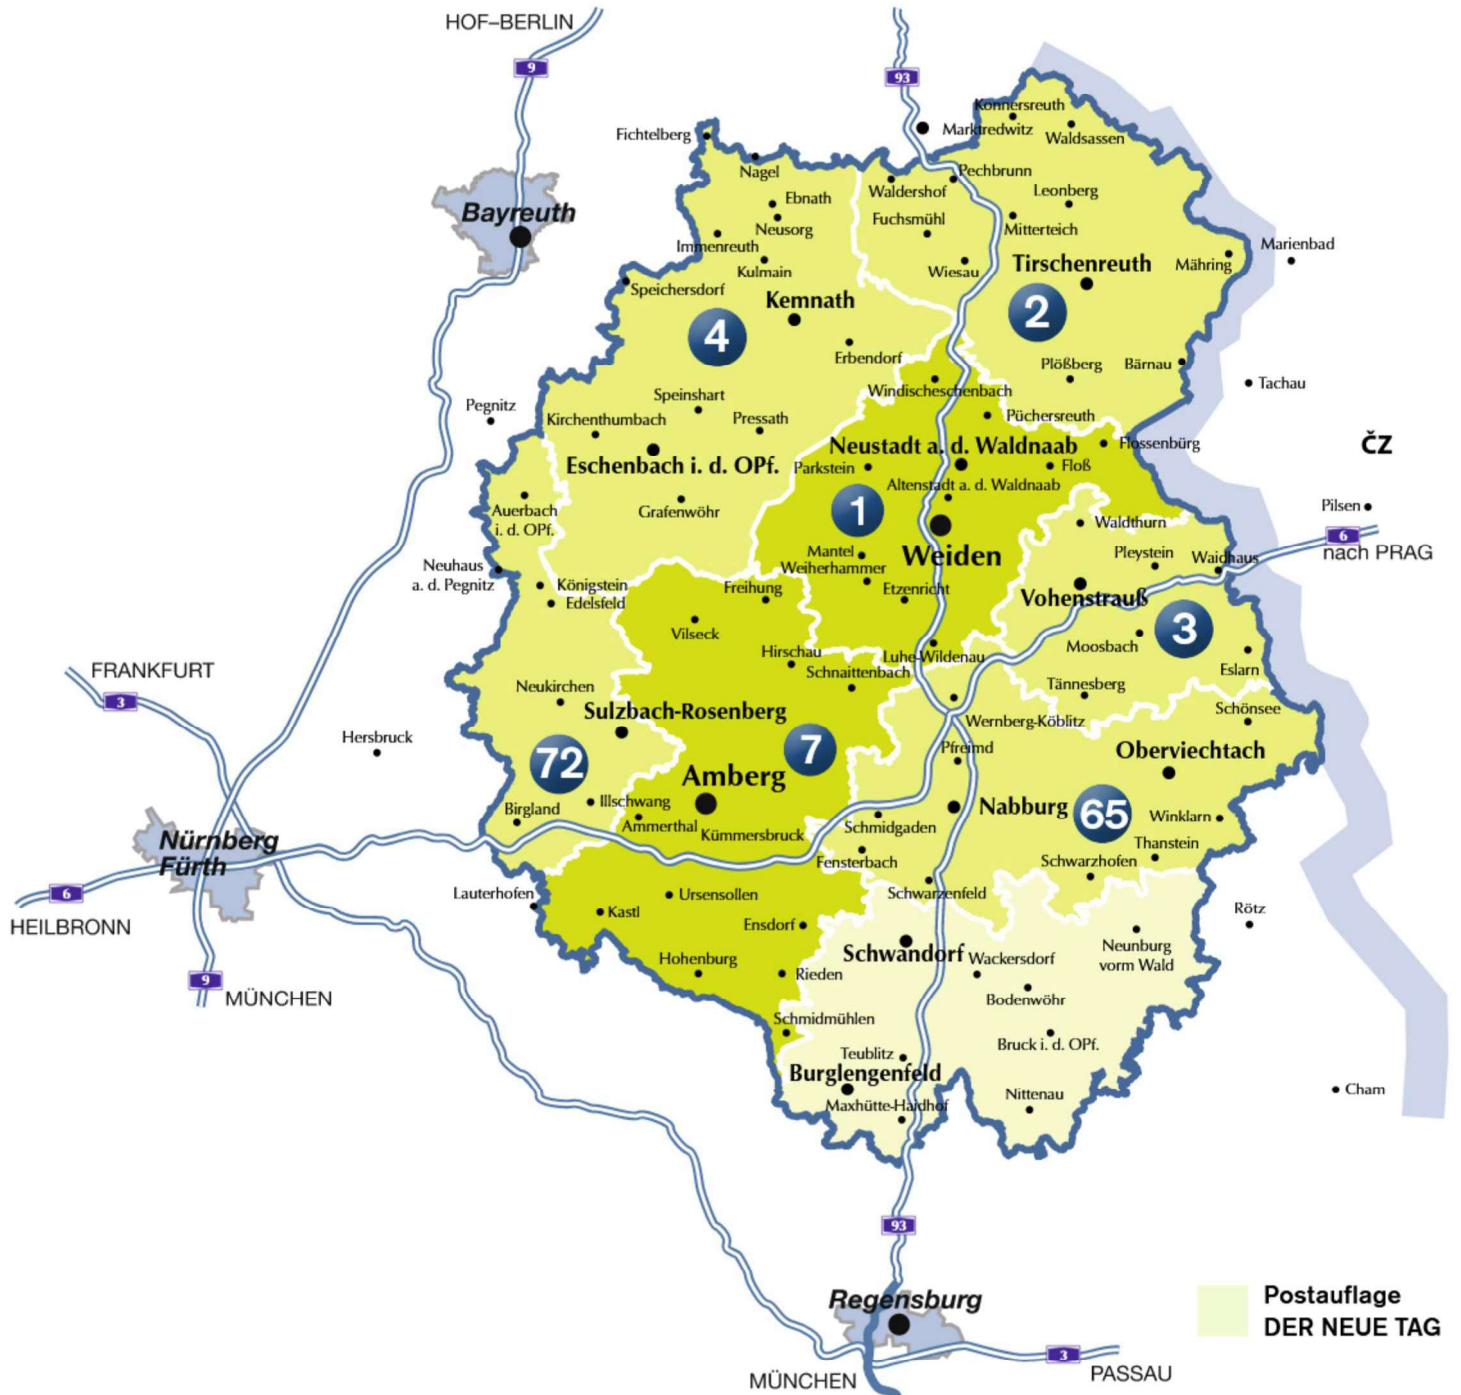 HOF–BERLIN
9
93
Konnersreuth
Marktredwitz
Waldsassen
Fichtelberg
Nagel
Pechbrunn
Waldershof
Leonberg
Ebnath
Bayreuth
Fuchsmühl
Neusorg
Mitterteich
Immenreuth
Marienbad
Kulmain
Wiesau
Tirschenreuth
Mähring
Speichersdorf
Kemnath
2
4
Erbendorf
Plößberg
Bärnau
Tachau
Windischeschenbach
Speinshart
Pegnitz
Kirchenthumbach
Pressath
Püchersreuth
Neustadt a. d. Waldnaab
Flossenbürg
ČZ
Eschenbach i. d. OPf.
Parkstein
Floß
Altenstadt a. d. Waldnaab
Auerbach
i. d. OPf.
Grafenwöhr
1
Pilsen
Waldthurn
6
nach PRAG
Mantel
Weiherhammer
Weiden
Pleystein
Waidhaus
Neuhaus
a. d. Pegnitz
Königstein
Edelsfeld
Freihung
Etzenricht
Vohenstrauß
Vilseck
3
Moosbach
Hirschau
Luhe-Wildenau
Schnaittenbach
Eslarn
FRANKFURT
3
Neukirchen
Tännesberg
Sulzbach-Rosenberg
Wernberg-Köblitz
Schönsee
Hersbruck
72
7
Pfreimd
Oberviechtach
Amberg
Illschwang
Birgland
Ammerthal
Kümmersbruck
Nabburg
65
Winklarn
Schmidgaden
Nürnberg
Fürth
Thanstein
Fensterbach
Schwarzhofen
6
HEILBRONN
Lauterhofen
Ursensollen
Schwarzenfeld
Kastl
Rötz
Ensdorf
Schwandorf
Neunburg
vorm Wald
Hohenburg
Rieden
Wackersdorf
9
MÜNCHEN
Bodenwöhr
Schmidmühlen
Bruck i. d. OPf.
Teublitz
Burglengenfeld
Cham
Nittenau
Maxhütte-Haidhof
93
Regensburg
Postauflage
DER NEUE TAG
3
PASSAU
MÜNCHEN